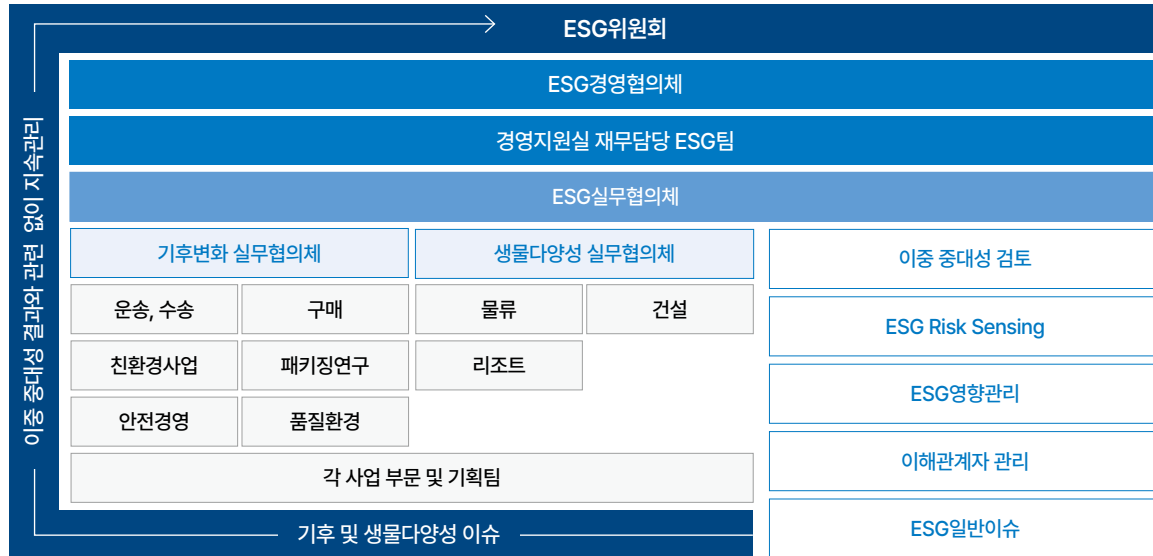 ESG위원회
ESG경영협의체
경영지원실 재무담당 ESG팀
ESG실무협의체
기후변화 실무협의체
생물다양성 실무협의체
운송, 수송
구매
물류
건설
친환경사업
패키징연구
리조트
안전경영
품질환경
각 사업 부문 및 기획팀
이중 중대성 검토
ESG Risk Sensing
ESG영향관리
이해관계자 관리
ESG일반이슈
기후 및 생물다양성 이슈
이중 중대성 결과와 관련 없이 지속관리